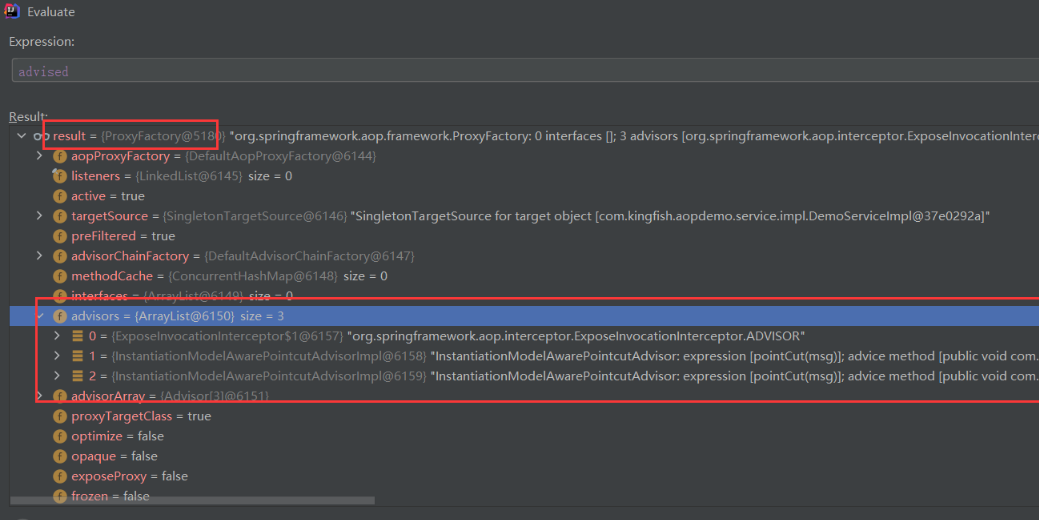 Evaluate
Expression:
advised
Result:
result = {ProxyFactory@5180} "org.springframework.aop.framework.ProxyFactory: 0 interfaces []; 3 advisors [org.springframework.aop.interceptor.ExposeInvocationInterc
f aopProxyFactory = {DefaultAopProxyFactory@6144}
f listeners = {LinkedList@6145} size = 0
f active = true
f targetSource = {SingletonTargetSource@6146} "SingletonTargetSource for target object [com.kingfish.aopdemo.service.impl.DemoServiceImpl@37e0292a]"
f preFiltered = true
f advisorChainFactory = {DefaultAdvisorChainFactory@6147}
f methodCache = {ConcurrentHashMap@6148} size = 0
f interfaces = {ArrayList@6149} size = 0
f advisors = {ArrayList@6150} size = 3
0 = {ExposeInvocationInterceptor$1@6157} "org.springframework.aop.interceptor.ExposeInvocationInterceptor.ADVISOR"
1 = {InstantiationModelAwarePointcutAdvisorImpl@6158} "InstantiationModelAwarePointcutAdvisor: expression [pointCut(msg)]; advice method [public void com.
2 = {InstantiationModelAwarePointcutAdvisorImpl@6159} "InstantiationModelAwarePointcutAdvisor: expression [pointCut(msg)]; advice method [public void com.
f advisorArray = {Advisor[3]@6151}
f proxyTargetClass = true
f optimize = false
f opaque = false
f exposeProxy = false
f frozen = false